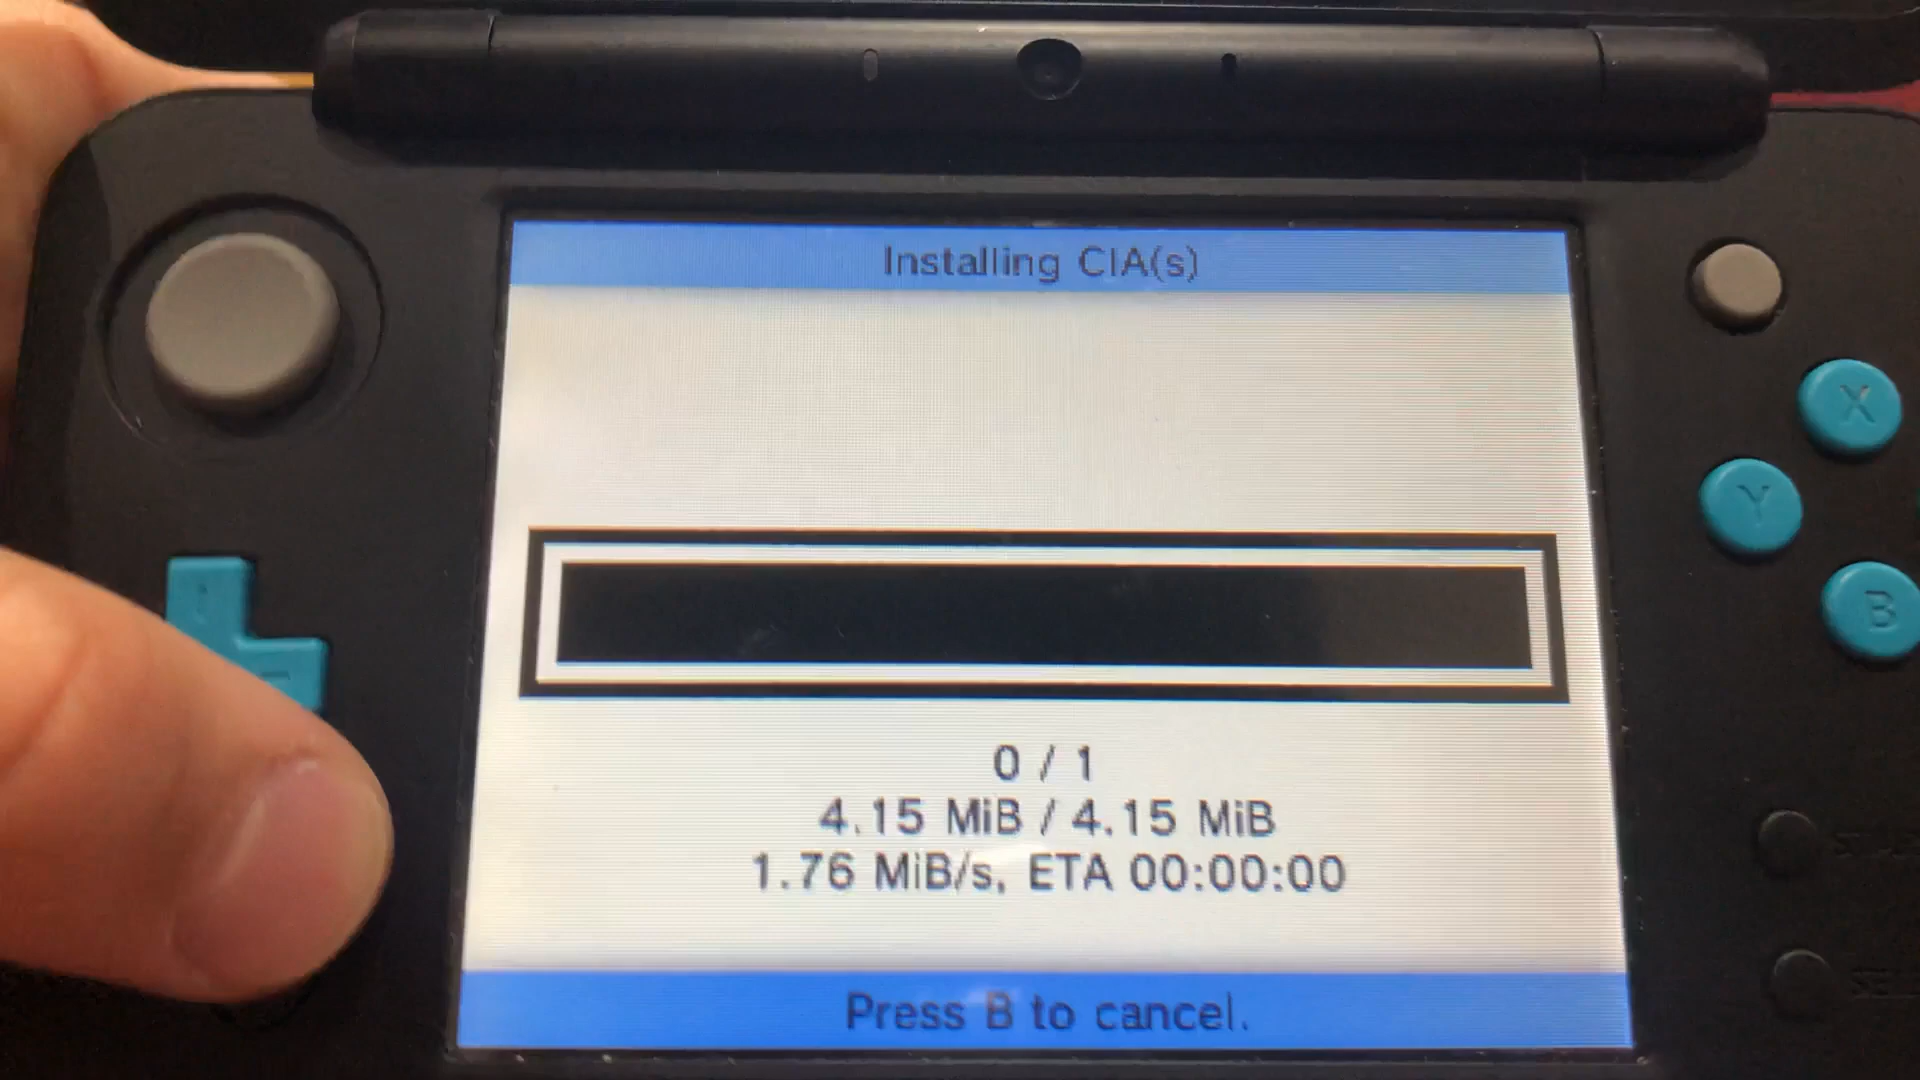 Installing CIA(s)
X
Y
B
0 / 1
4.15 MiB / 4.15 MiB
1.76 MiB/s, ETA 00:00:00
Press B to cancel.